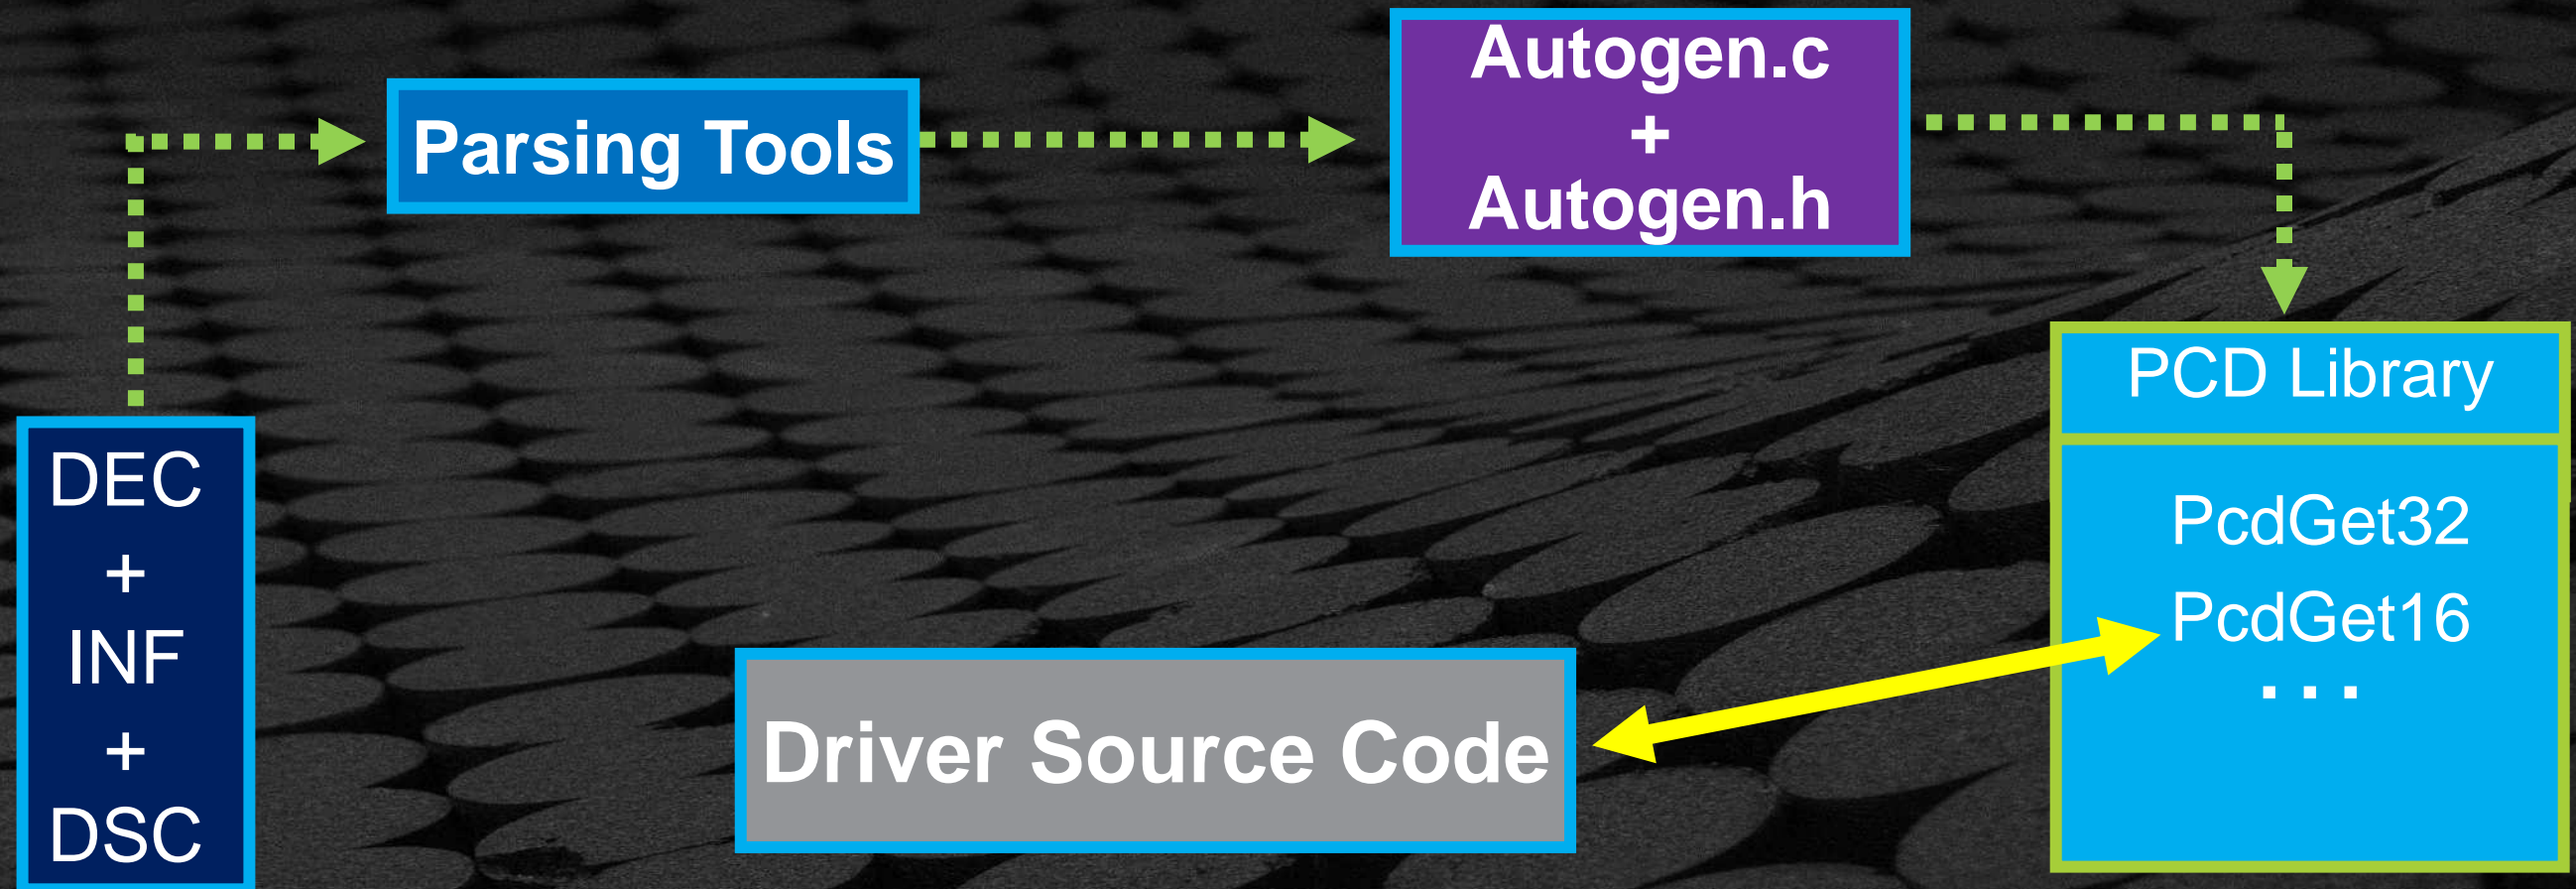 Autogen.c
+
Autogen.h
Parsing Tools
PCD Library
DEC
+
INF
+
DSC
PcdGet32
PcdGet16
...
Driver Source Code